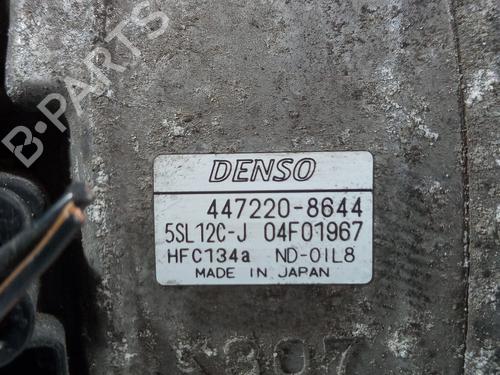 B-PARTS
DENSO
447220-8644
5SL12C-J 04F01967
HFC134a ND-OIL8
MADE IN JAPAN